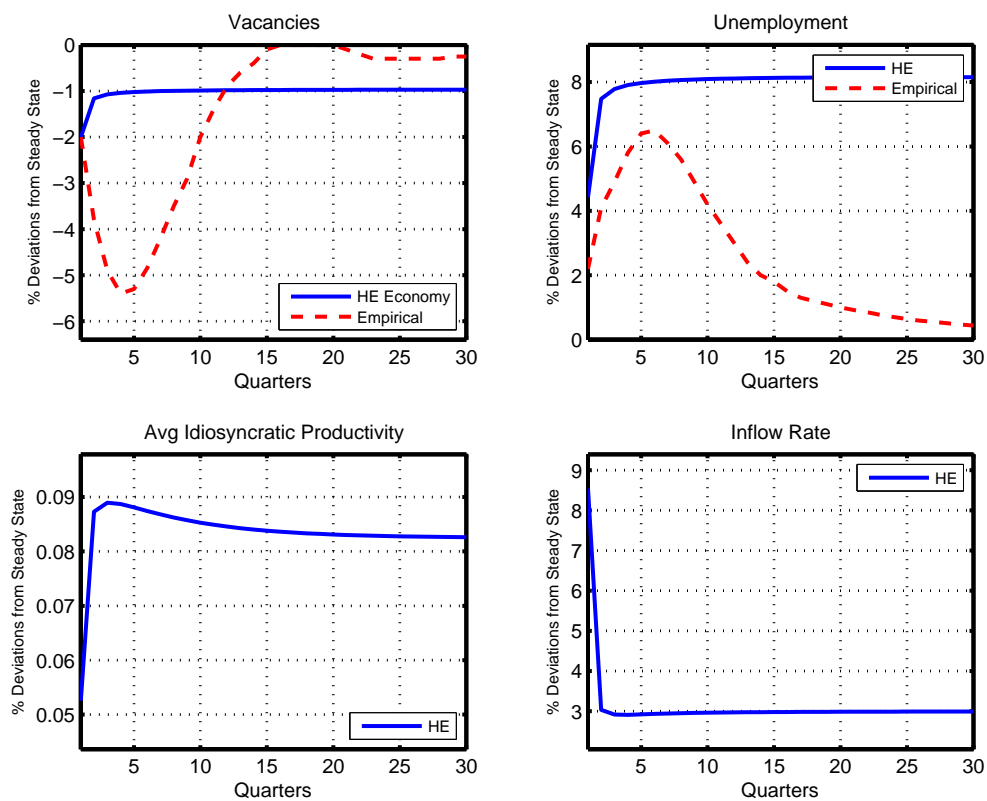 Vacancies
% Deviations from Steady State
0
−1
−2
−3
−4
−5
−6
5
10
15
20
25
30
Quarters
HE Economy
Empirical
Unemployment
% Deviations from Steady State
8
6
4
2
0
5
10
15
20
25
30
Quarters
HE
Empirical
Avg Idiosyncratic Productivity
% Deviations from Steady State
0.09
0.08
0.07
0.06
0.05
5
10
15
20
25
30
Quarters
HE
Inflow Rate
% Deviations from Steady State
9
8
7
6
5
4
3
5
10
15
20
25
30
Quarters
HE